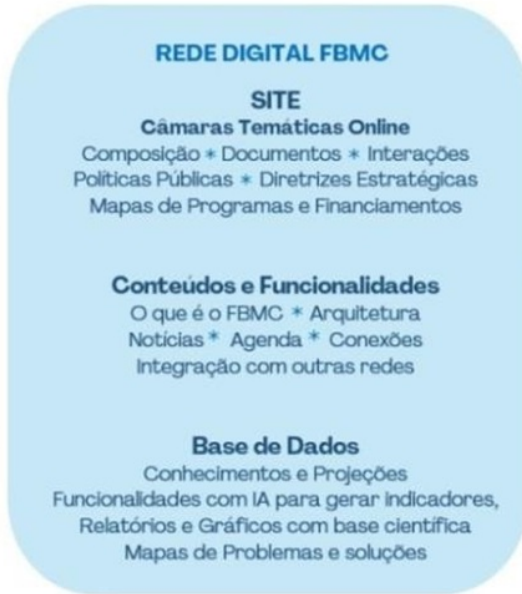 REDE DIGITAL FBMC
SITE
Câmaras Temáticas Online
Composição * Documentos * Interações
Políticas Públicas * Diretrizes Estratégicas
Mapas de Programas e Financiamentos
Conteúdos e Funcionalidades
O que é o FBMC * Arquitetura
Notícias * Agenda * Conexões
Integração com outras redes
Base de Dados
Conhecimentos e Projeções
Funcionalidades com IA para gerar indicadores,
Relatórios e Gráficos com base científica
Mapas de Problemas e soluções